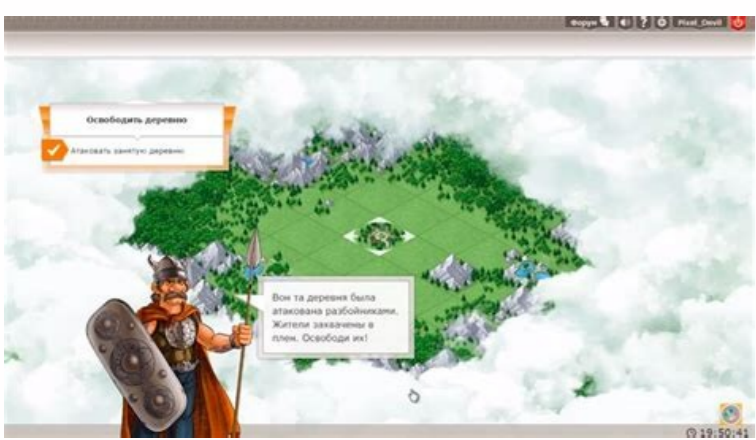 Форум ? Pixel_Devil
Освободить деревню
Атаковать занятую деревню
Вон та деревня была
атакована разбойниками.
Жители захвачены в
плен. Освободи их!
19:50:41